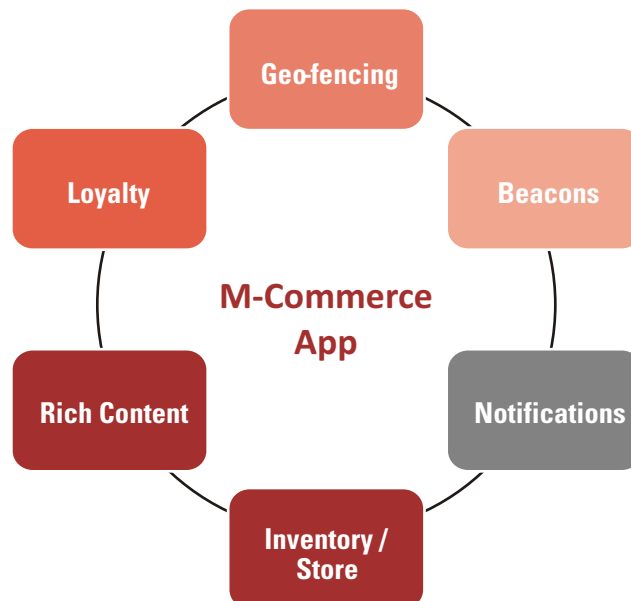 Geo-fencing
Loyalty
Beacons
M-Commerce
App
Rich Content
Notifications
Inventory /
Store